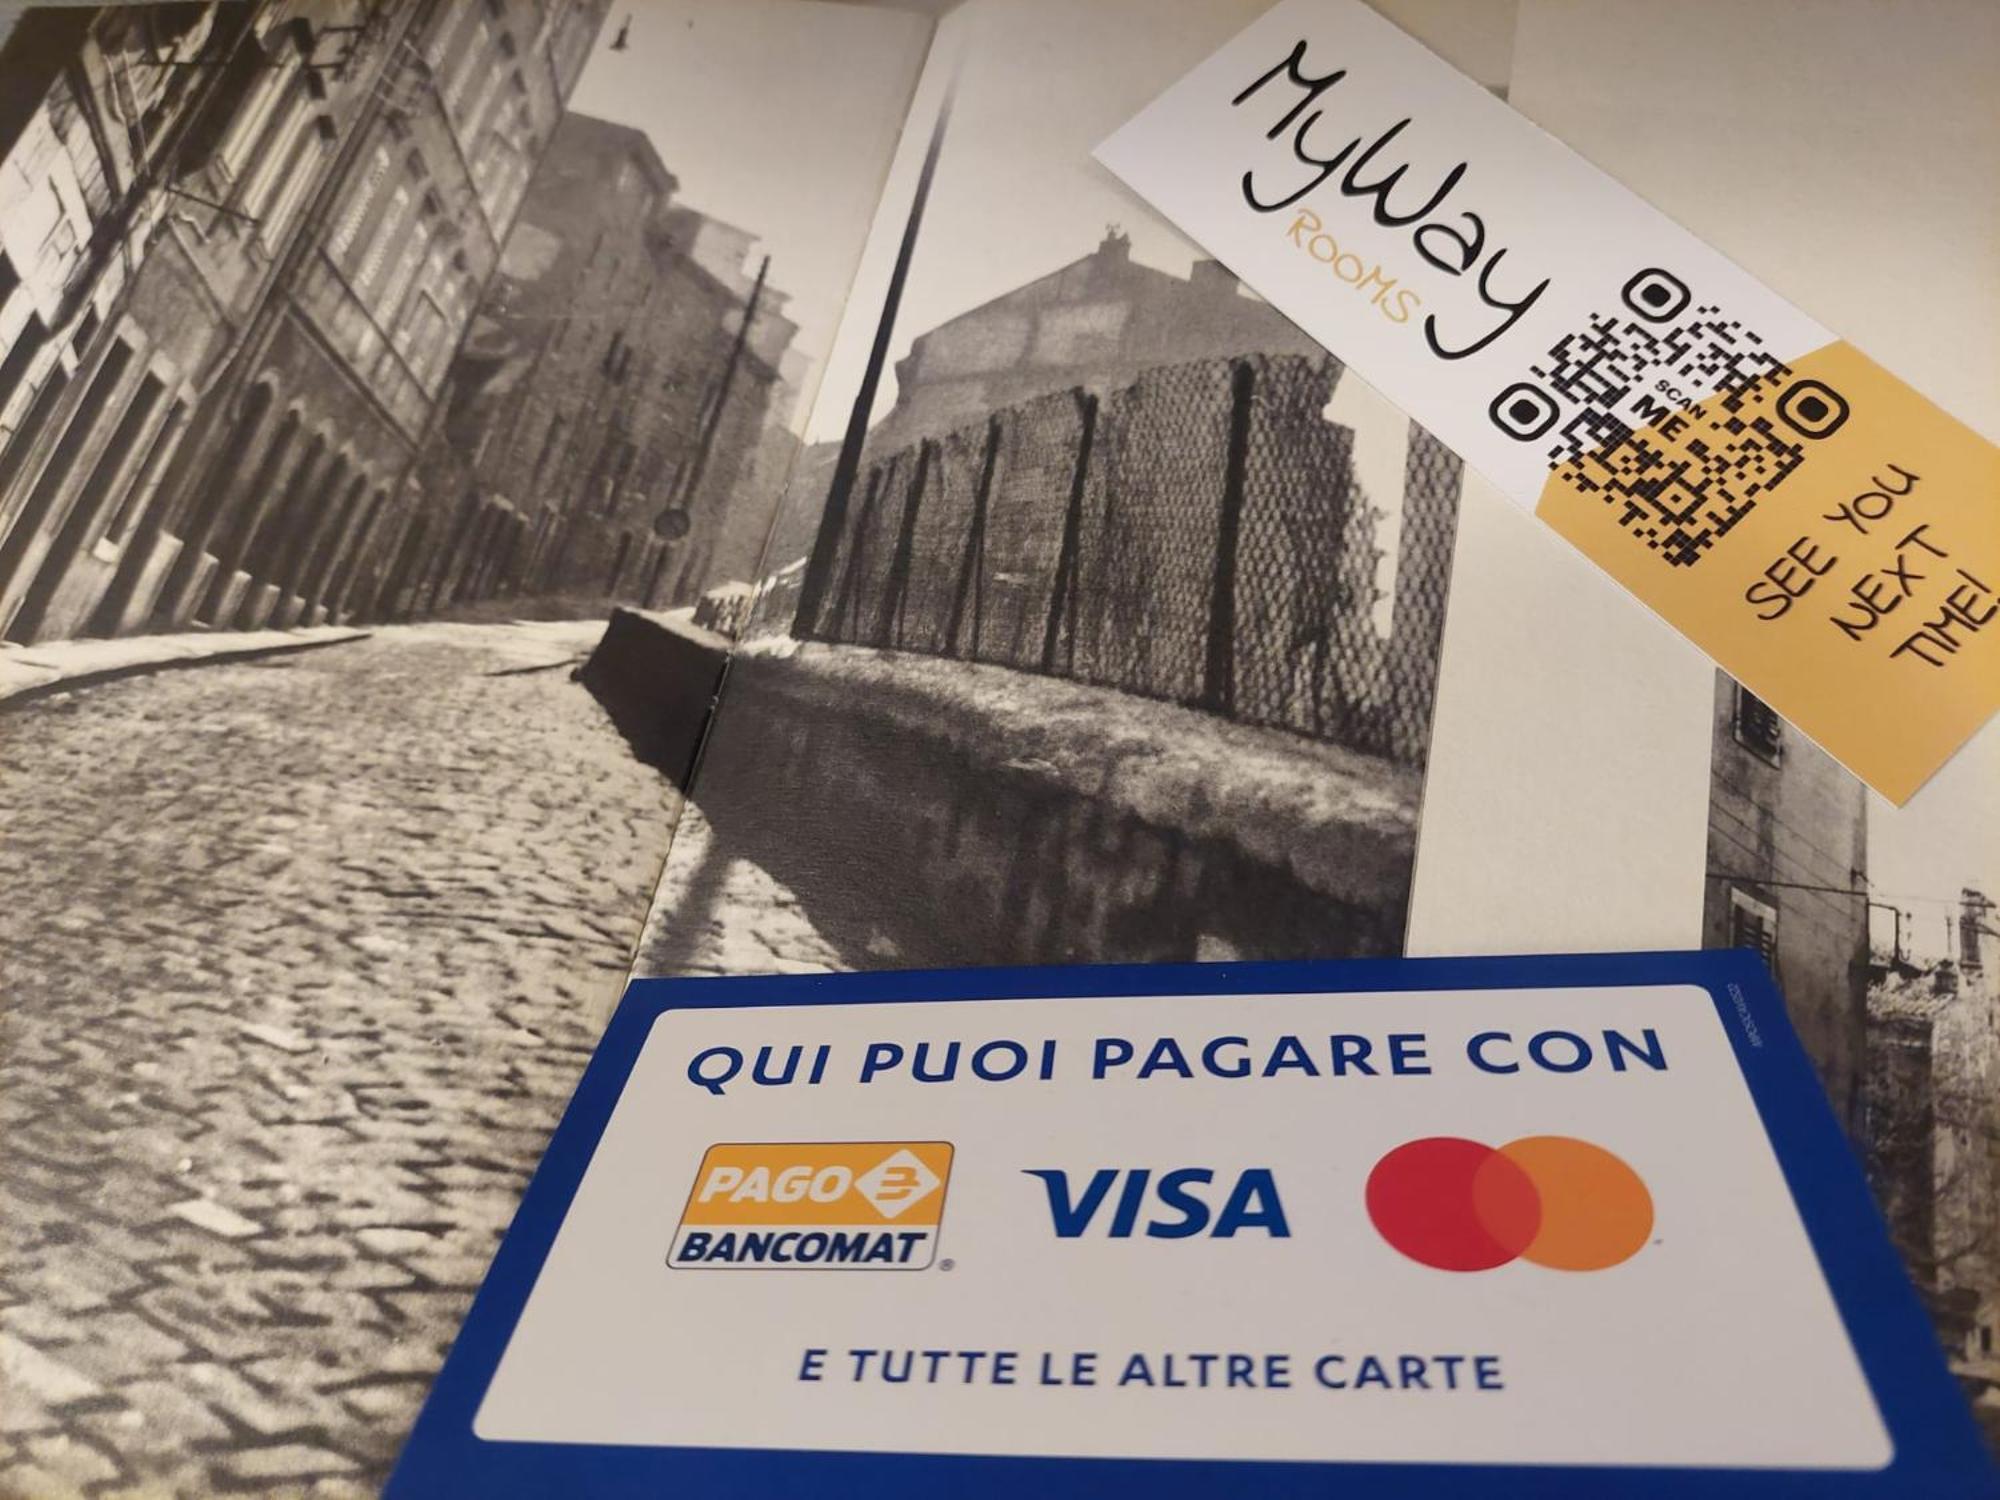 MyWay
ROOMS
SCAN
ME
SEE YOU
NEXT
TIME!
QUI PUOI PAGARE CON
PAGO
BANCOMAT®
VISA
E TUTTE LE ALTRE CARTE